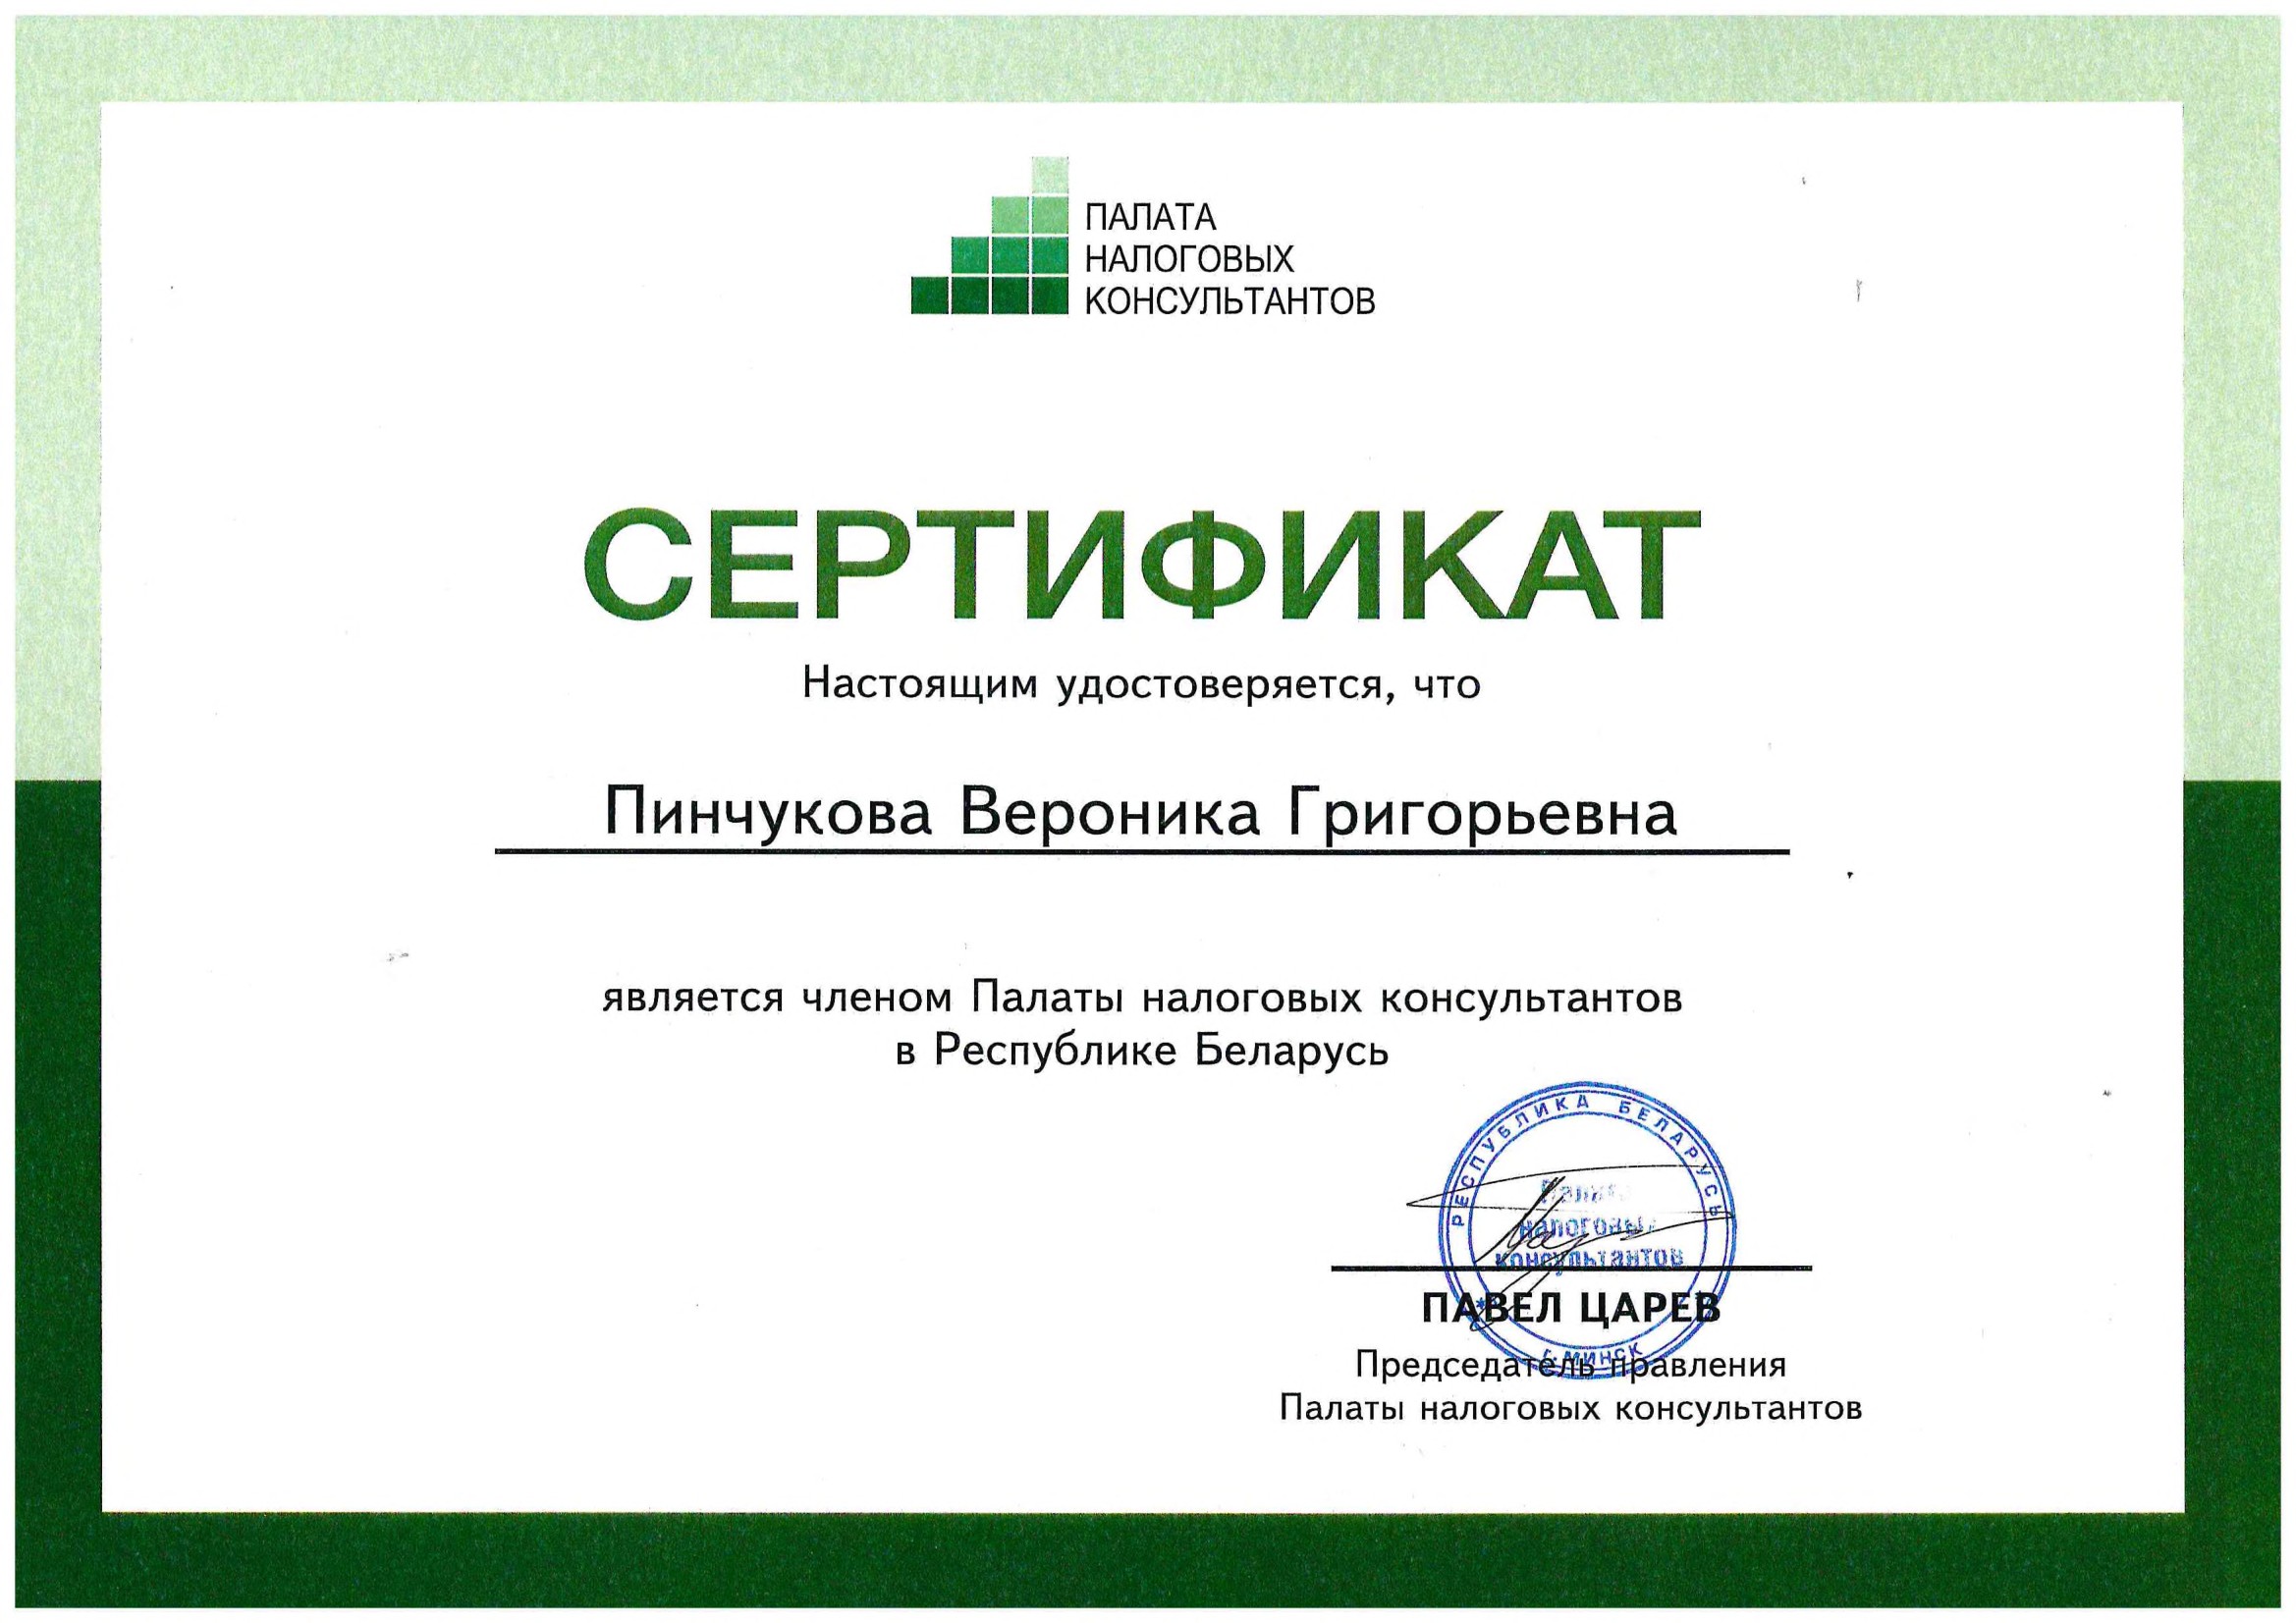 ПАЛАТА
НАЛОГОВЫХ
КОНСУЛЬТАНТОВ
СЕРТИФИКАТ
Настоящим удостоверяется, что
Пинчукова Вероника Григорьевна
является членом Палаты налоговых консультантов
в Республике Беларусь
РЕСПУБЛИКА БЕЛАРУСЬ
налоговых
консультантов
ПАВЕЛ ЦАРЕВ
г. МИНСК
Председатель правления
Палаты налоговых консультантов